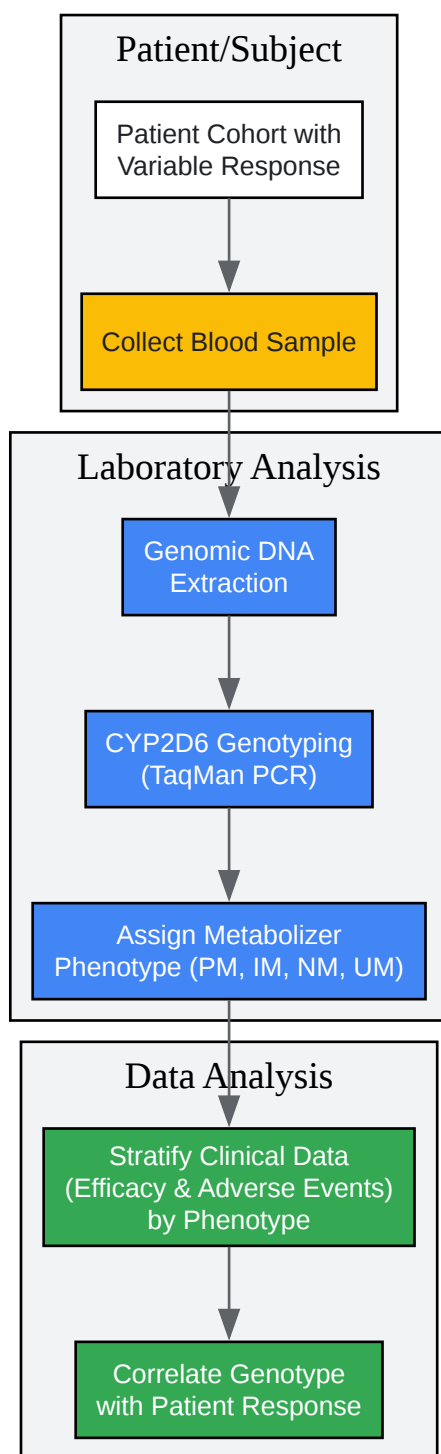 Patient/Subject
Patient Cohort with
Variable Response
Collect Blood Sample
Laboratory Analysis
Genomic DNA
Extraction
CYP2D6 Genotyping
(TaqMan PCR)
Assign Metabolizer
Phenotype (PM, IM, NM, UM)
Data Analysis
Stratify Clinical Data
(Efficacy & Adverse Events)
by Phenotype
Correlate Genotype
with Patient Response